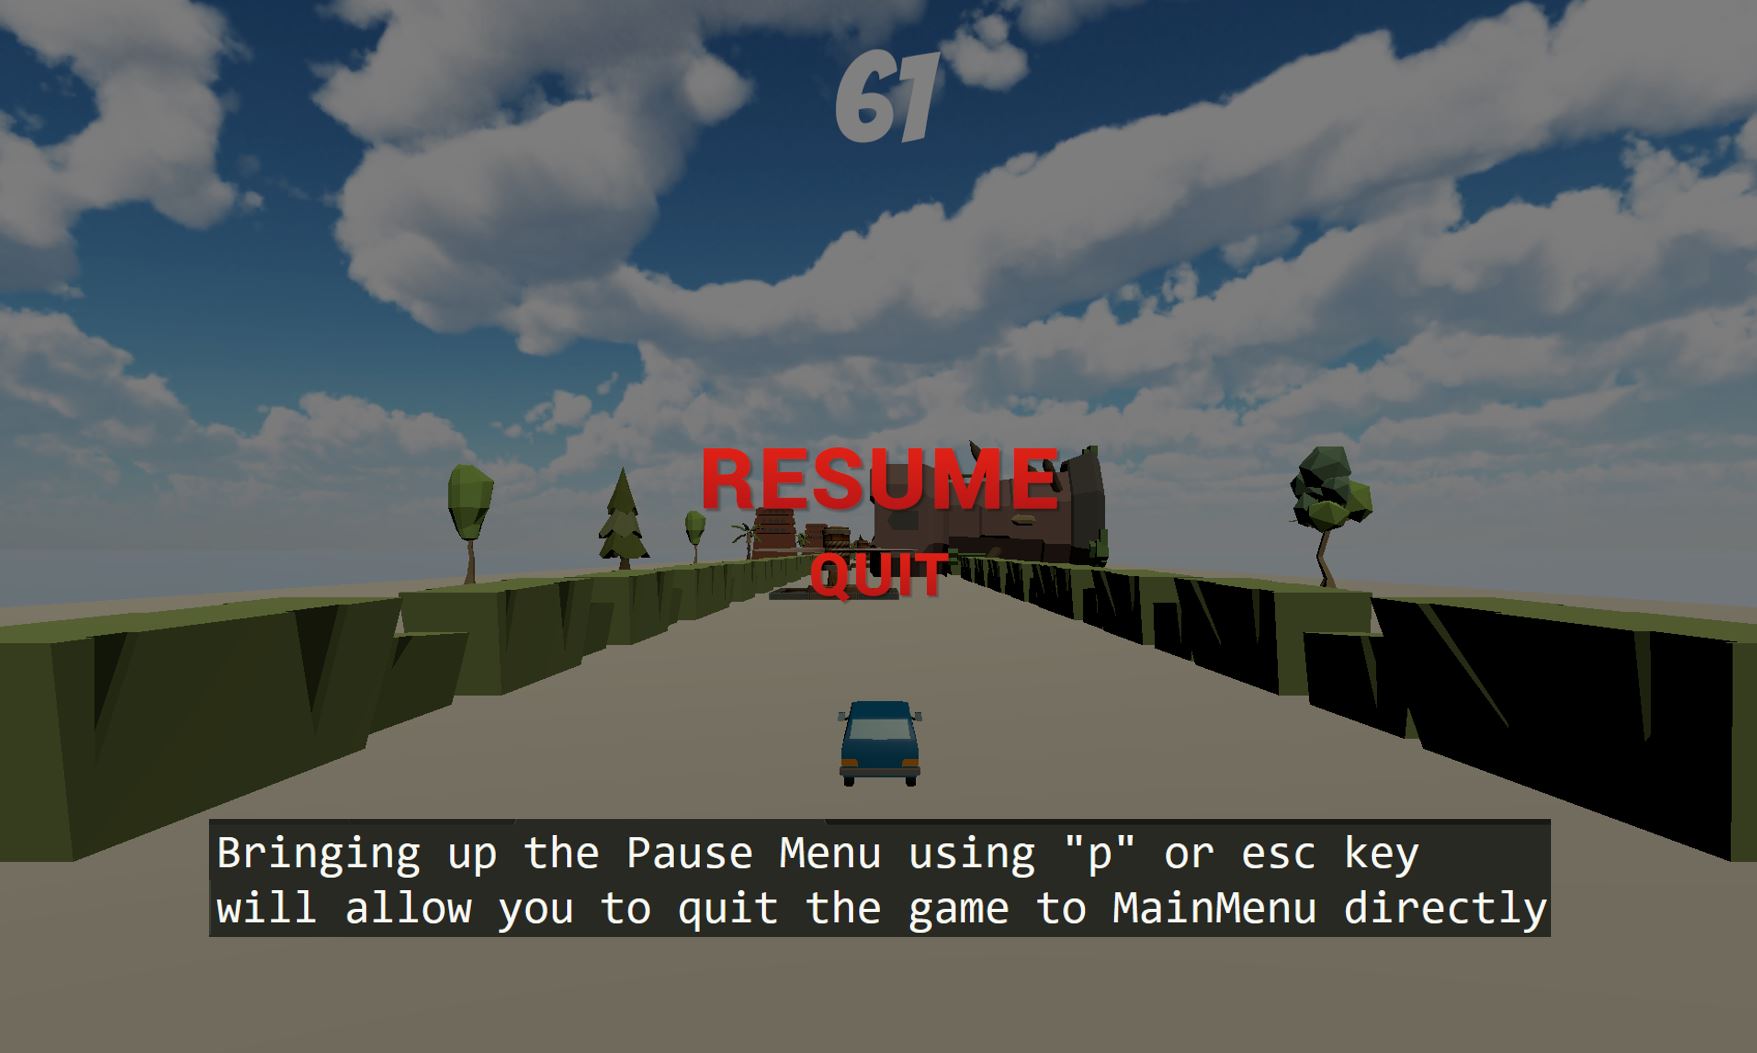 61
RESUME
QUIT
Bringing up the Pause Menu using "p" or esc key
will allow you to quit the game to MainMenu directly